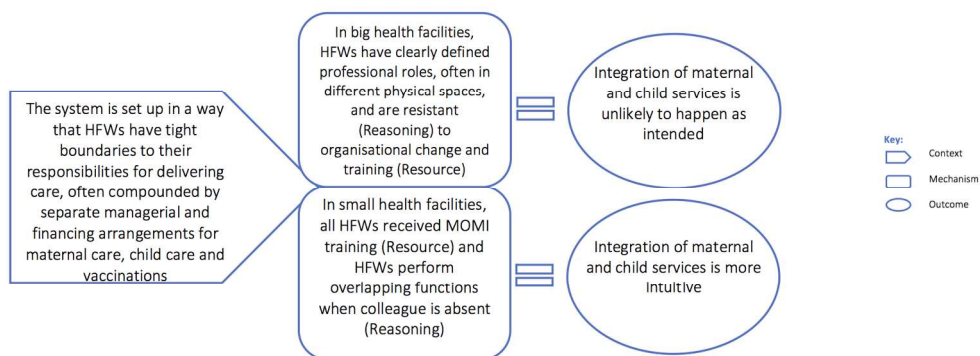 The system is set up in a way
that HFWs have tight
boundaries to their
responsibilities for delivering
care, often compounded by
separate managerial and
financing arrangements for
maternal care, child care and
vaccinations
In big health facilities,
HFWs have clearly defined
professional roles, often in
different physical spaces,
and are resistant
(Reasoning) to
organisational change and
training (Resource)
Integration of maternal
and child services is
unlikely to happen as
intended
In small health facilities,
all HFWs received MOMI
training (Resource) and
HFWs perform
overlapping functions
when colleague is absent
(Reasoning)
Integration of maternal
and child services is more
intuitive
Key:
Context
Mechanism
Outcome